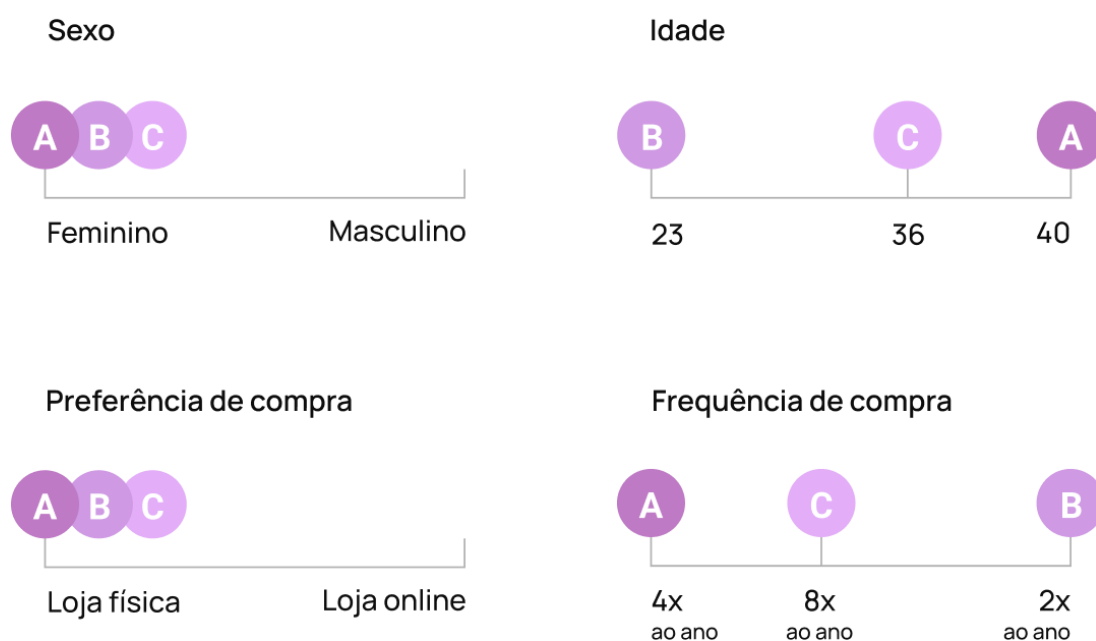 Sexo
A B C
Feminino Masculino
Idade
B C A
23 36 40
Preferência de compra
A B C
Loja física Loja online
Frequência de compra
A C B
4x 8x 2x
ao ano ao ano ao ano